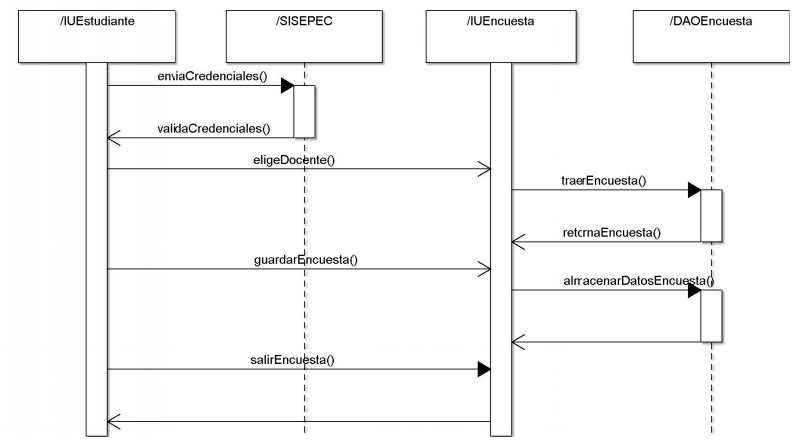 /IUEstudiante
/SISEPEC
/IUEncuesta
/DAOEncuesta
enviaCredenciales()
validaCredenciales()
eligeDocente()
traerEncuesta()
retornaEncuesta()
guardarEncuesta()
almacenarDatosEncuesta()
salirEncuesta()